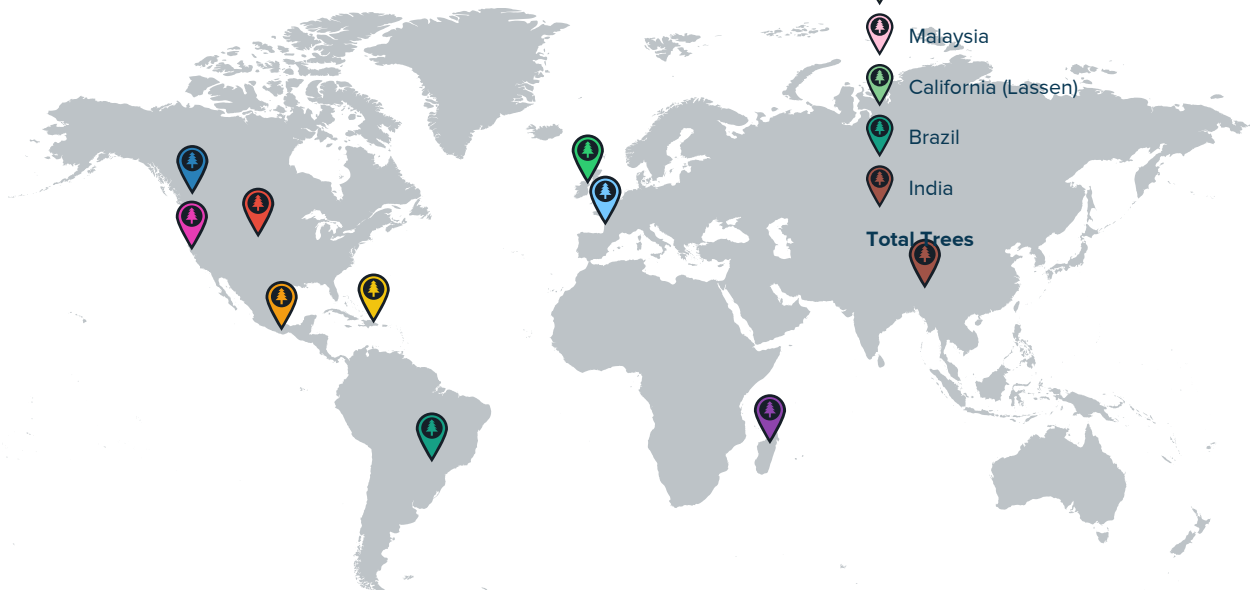 Malaysia
California (Lassen)
Brazil
India
Total Trees